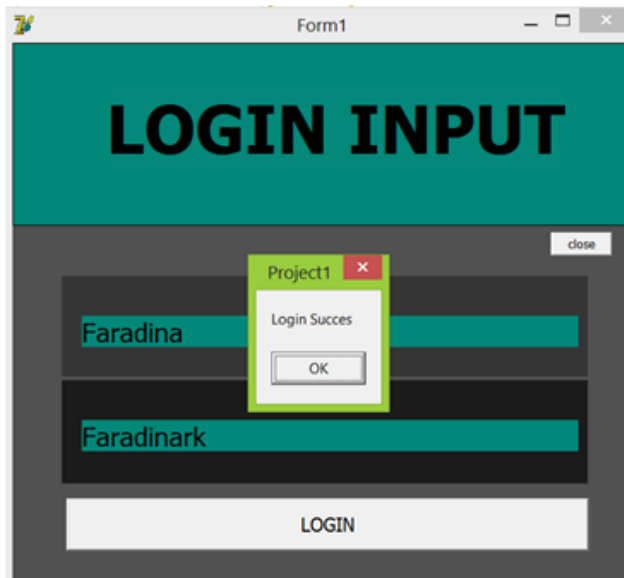 Form1
LOGIN INPUT
close
Project1
Login Succes
OK
Faradina
Faradinark
LOGIN